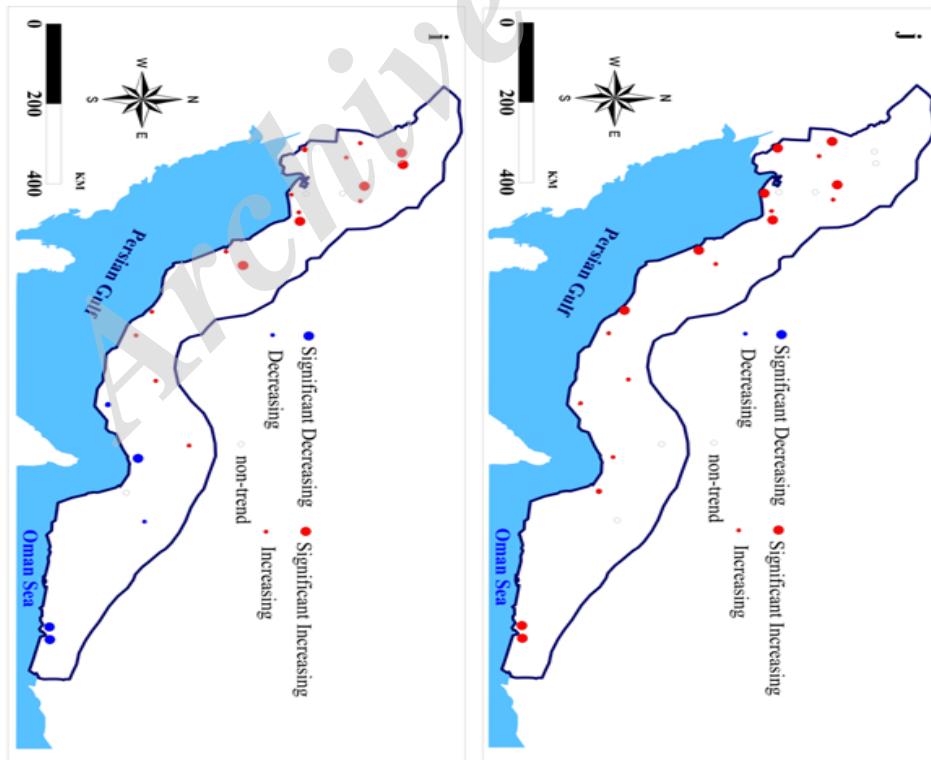 i
0
200
400
KM
N
W
E
S
Persian Gulf
Oman Sea
Significant Decreasing
Significant Increasing
Decreasing
non-trend
Increasing
j
0
200
400
KM
N
W
E
S
Persian Gulf
Oman Sea
Significant Decreasing
Significant Increasing
Decreasing
non-trend
Increasing
Archive